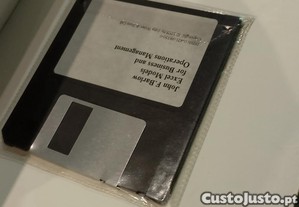 John F. Barlow
Excel Models
for Business and
Operations Management
CustoJusto.pt